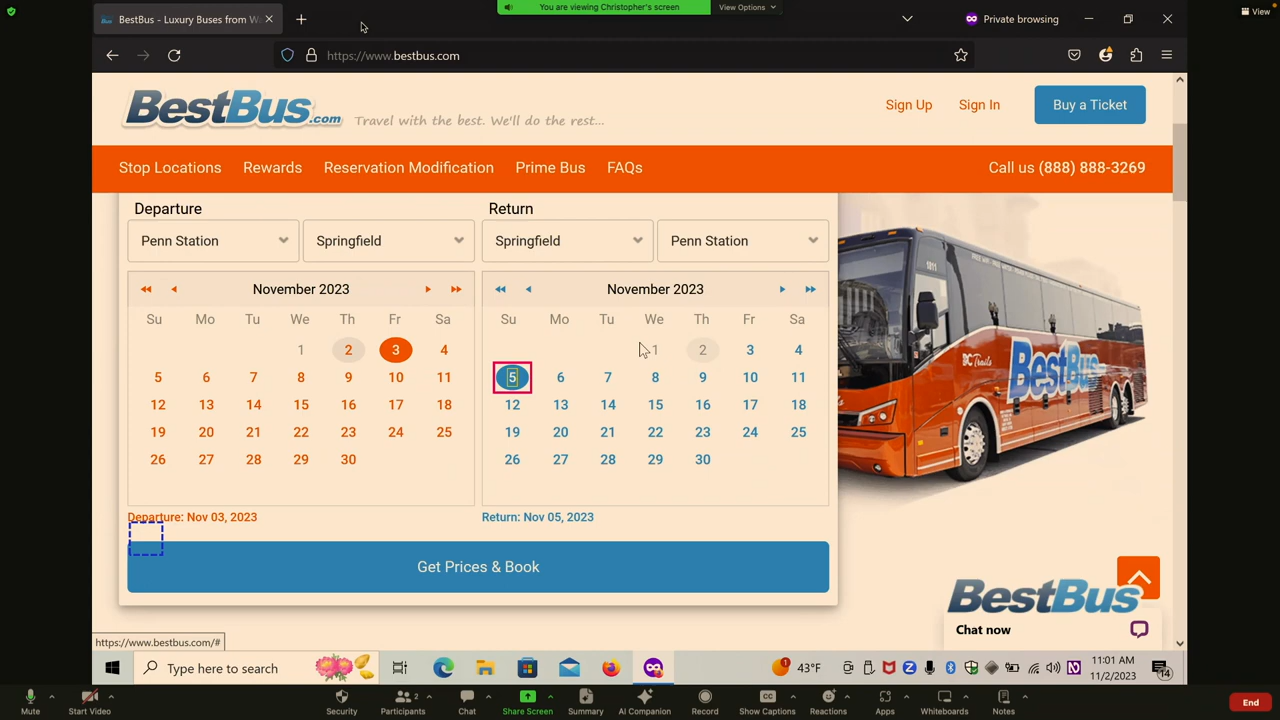 You are viewing Christopher's screen
View Options
View
BestBus - Luxury Buses from W
Private browsing
https://www.bestbus.com
BestBus.com
Travel with the best. We'll do the rest...
Sign Up
Sign In
Buy a Ticket
Stop Locations
Rewards
Reservation Modification
Prime Bus
FAQs
Call us (888) 888-3269
Departure
Return
Penn Station
Springfield
Springfield
Penn Station
November 2023
Su Mo Tu We Th Fr Sa
1 2 3 4
5 6 7 8 9 10 11
12 13 14 15 16 17 18
19 20 21 22 23 24 25
26 27 28 29 30
Departure: Nov 03, 2023
November 2023
Su Mo Tu We Th Fr Sa
1 2 3 4
5 6 7 8 9 10 11
12 13 14 15 16 17 18
19 20 21 22 23 24 25
26 27 28 29 30
Return: Nov 05, 2023
Get Prices & Book
BestBus
BestBus
Chat now
https://www.bestbus.com/#
Type here to search
1
43°F
11:01 AM
11/2/2023
14
Mute
Start Video
Security
Participants
2
Chat
Share Screen
Summary
AI Companion
Record
Show Captions
Reactions
Apps
Whiteboards
Notes
End